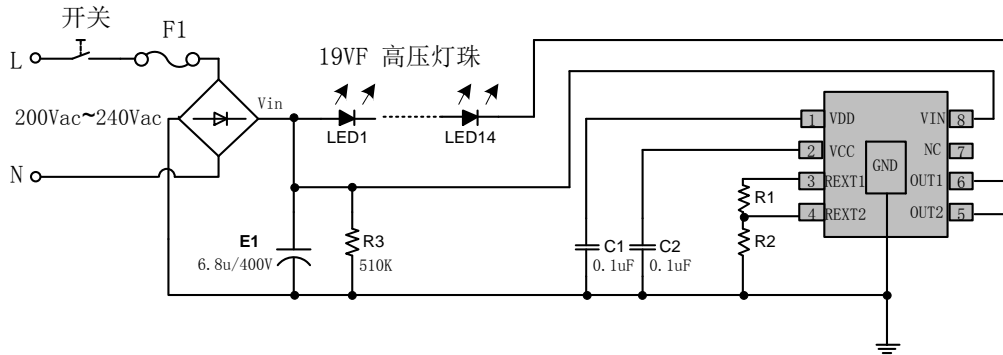 开关
F1
L
19VF 高压灯珠
200Vac~240Vac
Vin
LED1
LED14
N
1
VDD
VIN
8
2
VCC
NC
7
GND
3
REXT1
OUT1
6
4
REXT2
OUT2
5
R1
R2
E1
6.8u/400V
R3
510K
C1
0.1uF
C2
0.1uF